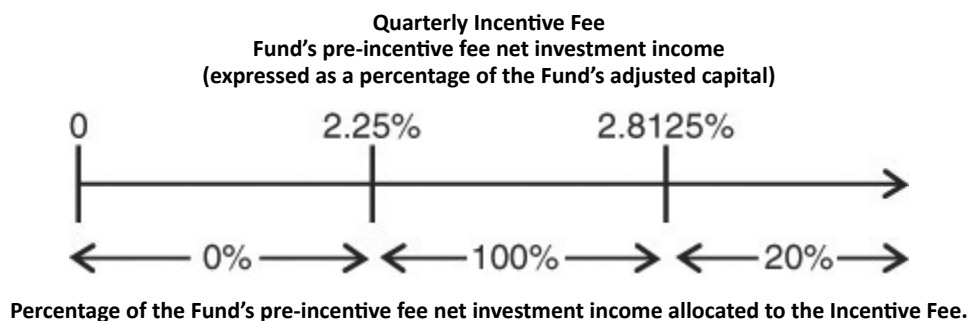 Quarterly Incentive Fee
Fund's pre-incentive fee net investment income
(expressed as a percentage of the Fund's adjusted capital)
0 2.25% 2.8125%
0% 100% 20%
Percentage of the Fund's pre-incentive fee net investment income allocated to the Incentive Fee.